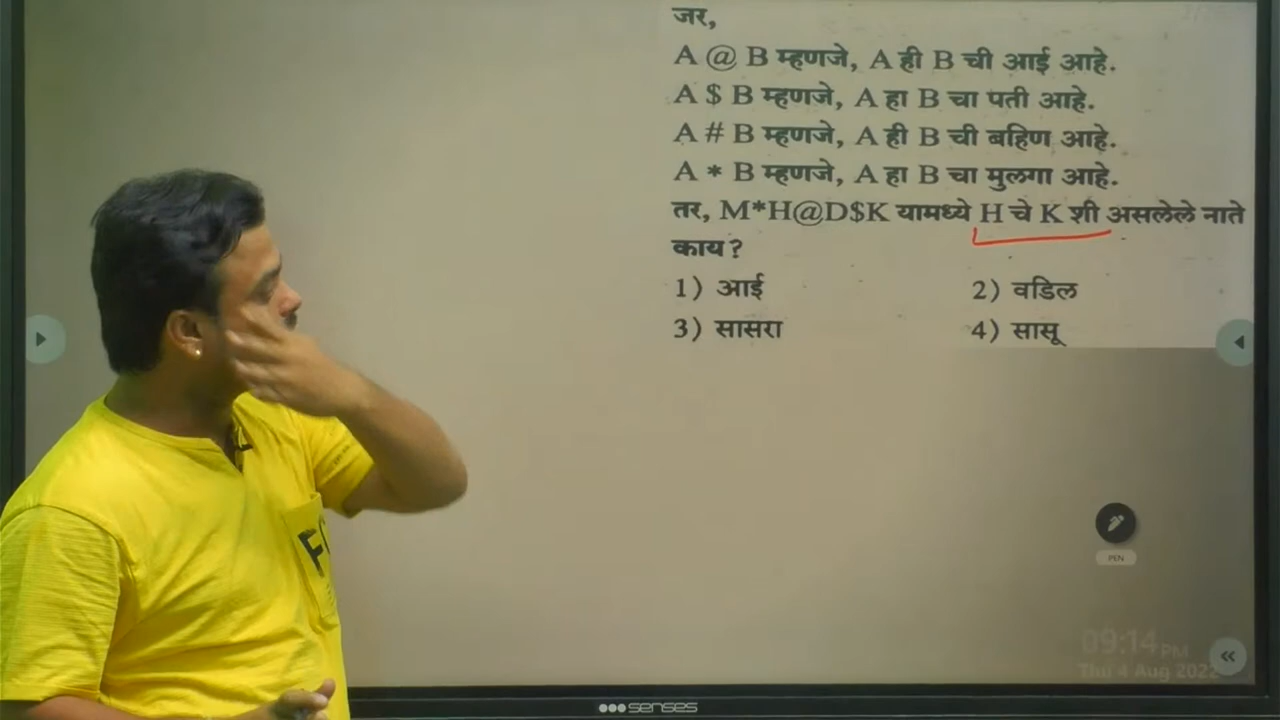 जर,
A @ B म्हणजे, A ही B ची आई आहे.
A $ B म्हणजे, A हा B चा पती आहे.
A # B म्हणजे, A ही B ची बहिण आहे.
A * B म्हणजे, A हा B चा मुलगा आहे.
तर, M*H@D$K यामध्ये H चे K शी असलेले नाते
काय?
1) आई 2) वडिल
3) सासरा 4) सासू
PEN
09:14 PM
Thu 4 Aug 2022
senses